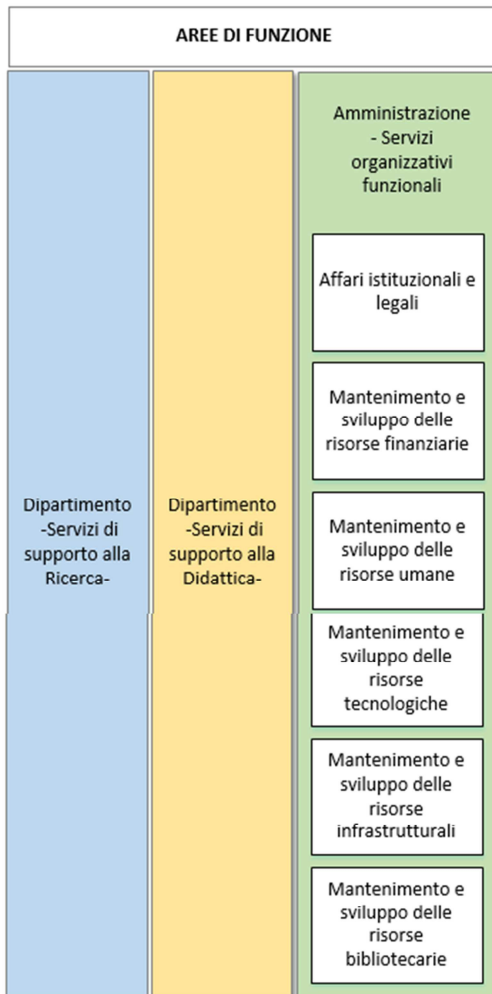 AREE DI FUNZIONE
Dipartimento
-Servizi di
supporto alla
Ricerca-
Dipartimento
-Servizi di
supporto alla
Didattica-
Amministrazione
- Servizi
organizzativi
funzionali
Affari istituzionali e
legali
Mantenimento e
sviluppo delle
risorse finanziarie
Mantenimento e
sviluppo delle
risorse umane
Mantenimento e
sviluppo delle
risorse
tecnologiche
Mantenimento e
sviluppo delle
risorse
infrastrutturali
Mantenimento e
sviluppo delle
risorse
bibliotecarie